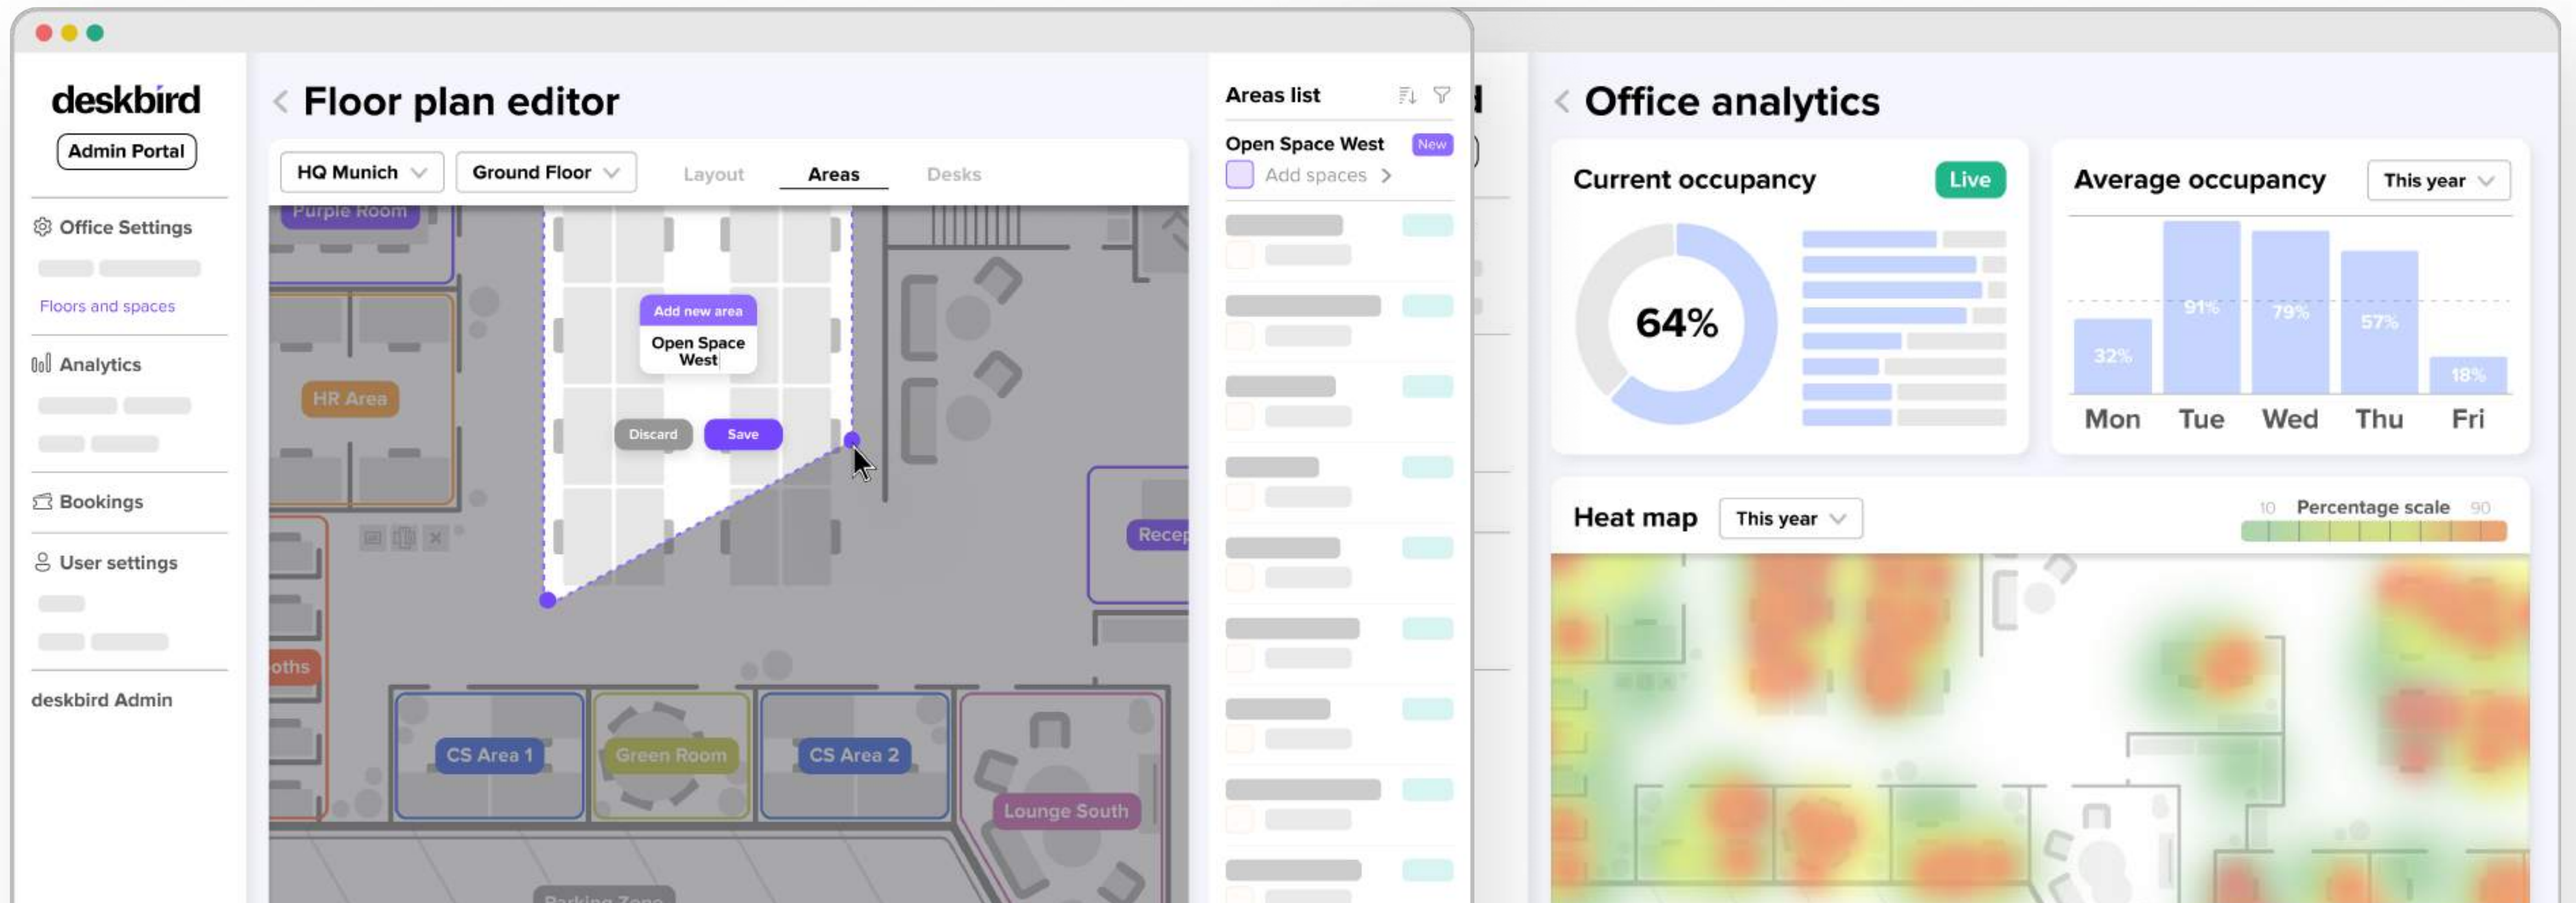 deskbird
Admin Portal
Office Settings
Floors and spaces
Analytics
Bookings
User settings
deskbird Admin
Floor plan editor
HQ Munich
Ground Floor
Layout
Areas
Desks
Purple Room
HR Area
Add new area
Open Space
West
Discard
Save
Recep
oths
CS Area 1
Green Room
CS Area 2
Lounge South
Parking Zone
Areas list
Open Space West
New
Add spaces
Office analytics
Current occupancy
Live
64%
Average occupancy
This year
32%
91%
79%
57%
18%
Mon
Tue
Wed
Thu
Fri
Heat map
This year
10
Percentage scale
90